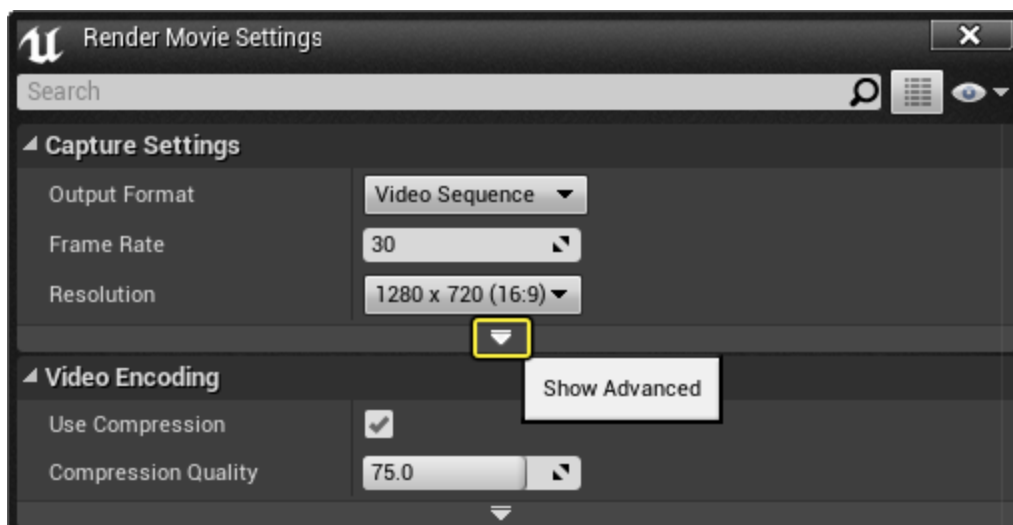 Render Movie Settings
Search
Capture Settings
Output Format Video Sequence
Frame Rate 30
Resolution 1280 x 720 (16:9)
Show Advanced
Video Encoding
Use Compression
Compression Quality 75.0